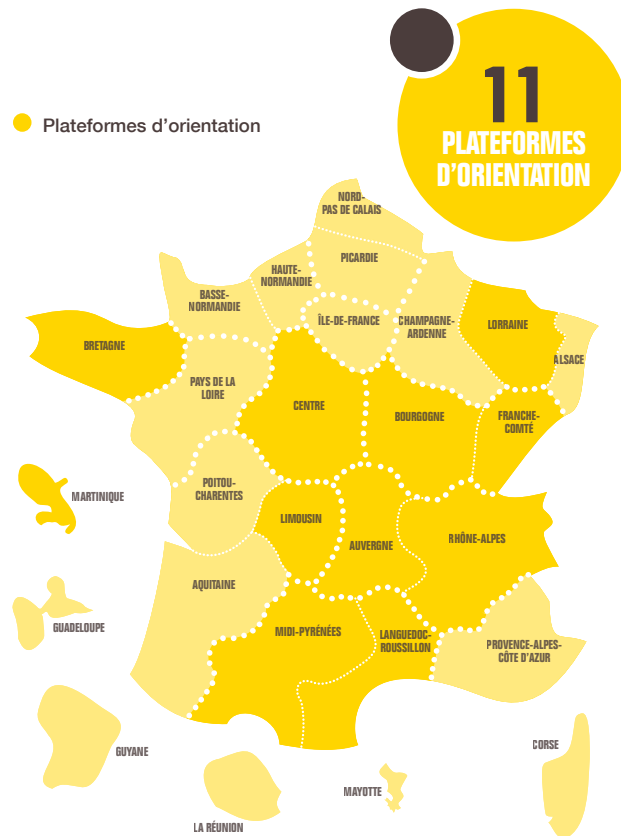 11
PLATEFORMES
D'ORIENTATION
Plateformes d'orientation
NORD-
PAS DE CALAIS
PICARDIE
HAUTE-
NORMANDIE
BASSE-
NORMANDIE
ÎLE-DE-FRANCE
CHAMPAGNE-
ARDENNE
LORRAINE
ALSACE
BRETAGNE
PAYS DE LA
LOIRE
CENTRE
BOURGOGNE
FRANCHE-
COMTÉ
POITOU-
CHARENTES
MARTINIQUE
LIMOUSIN
AUVERGNE
RHÔNE-ALPES
AQUITAINE
GUADELOUPE
MIDI-PYRÉNÉES
LANGUEDOC-
ROUSSILLON
PROVENCE-ALPES-
CÔTE D'AZUR
GUYANE
CORSE
MAYOTTE
LA RÉUNION